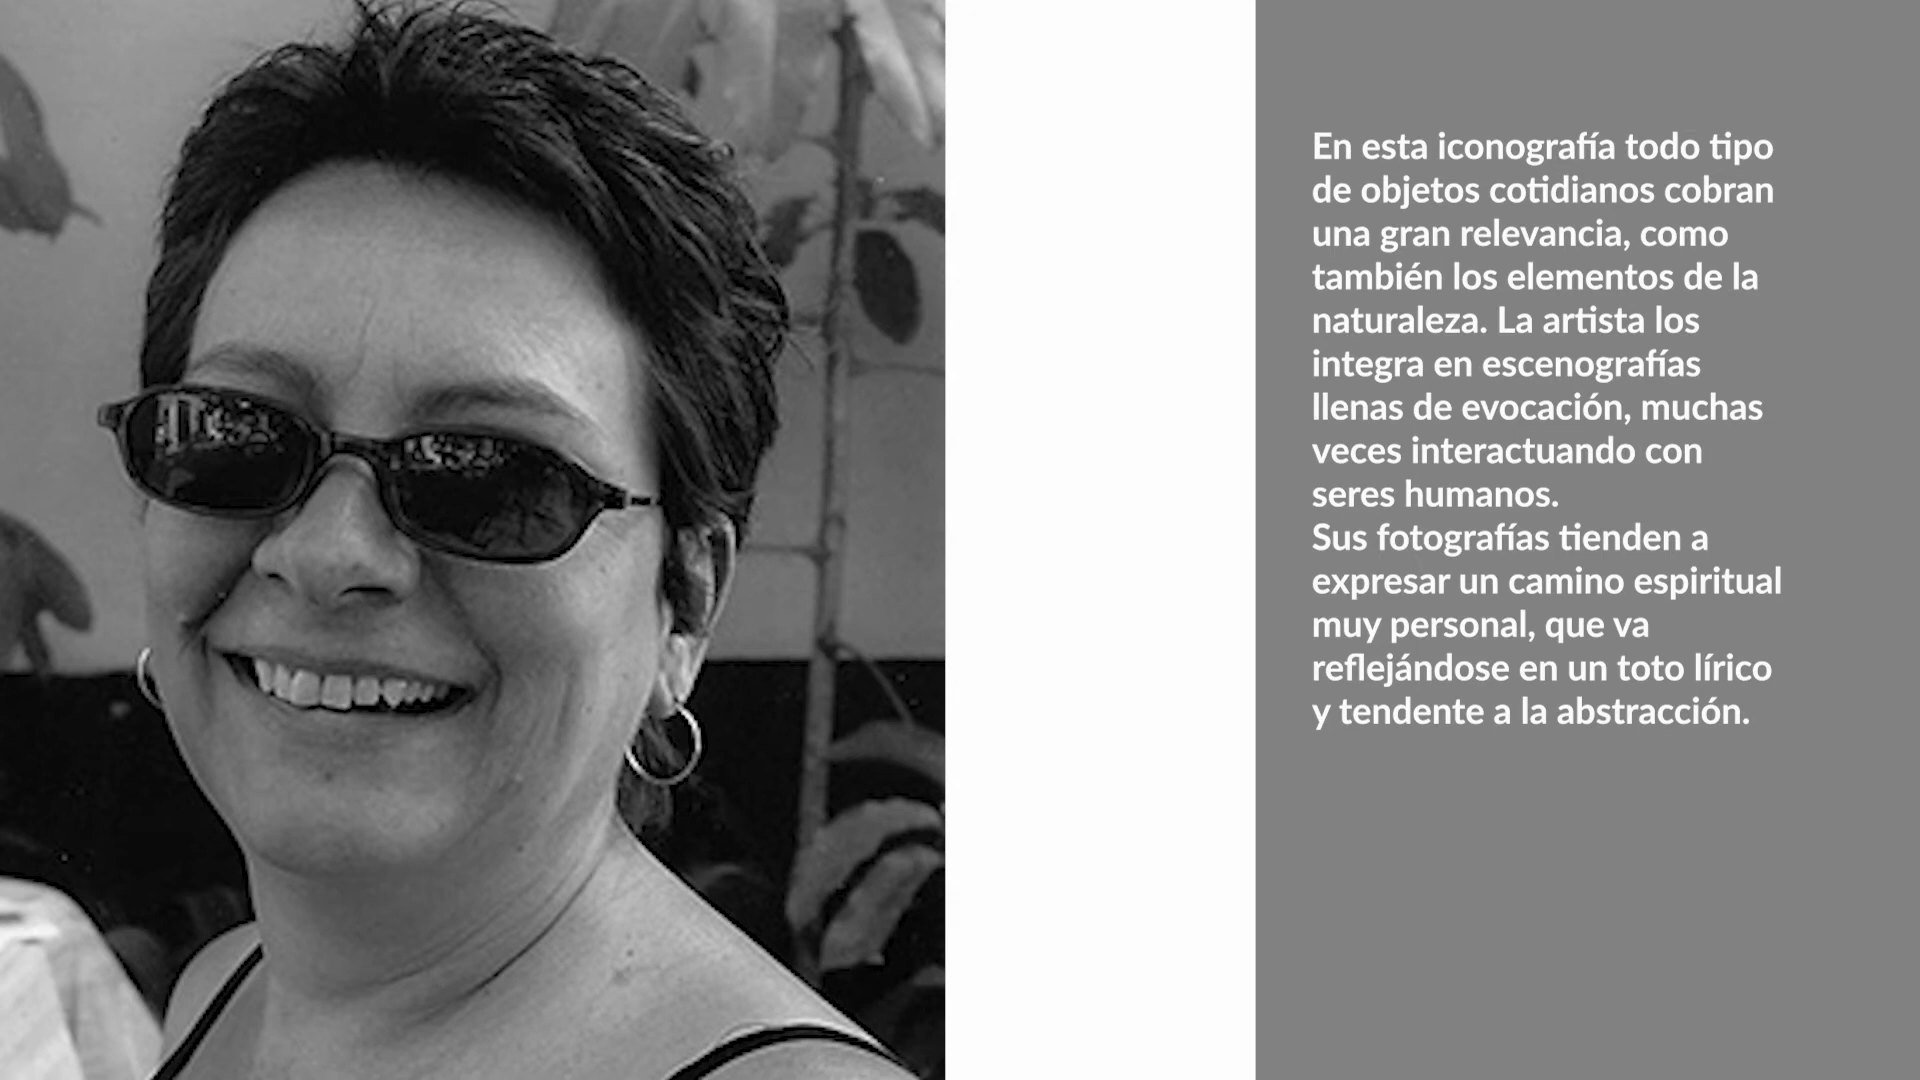 En esta iconografía todo tipo
de objetos cotidianos cobran
una gran relevancia, como
también los elementos de la
naturaleza. La artista los
integra en escenografías
llenas de evocación, muchas
veces interactuando con
seres humanos.
Sus fotografías tienden a
expresar un camino espiritual
muy personal, que va
reflejándose en un toto lírico
y tendente a la abstracción.